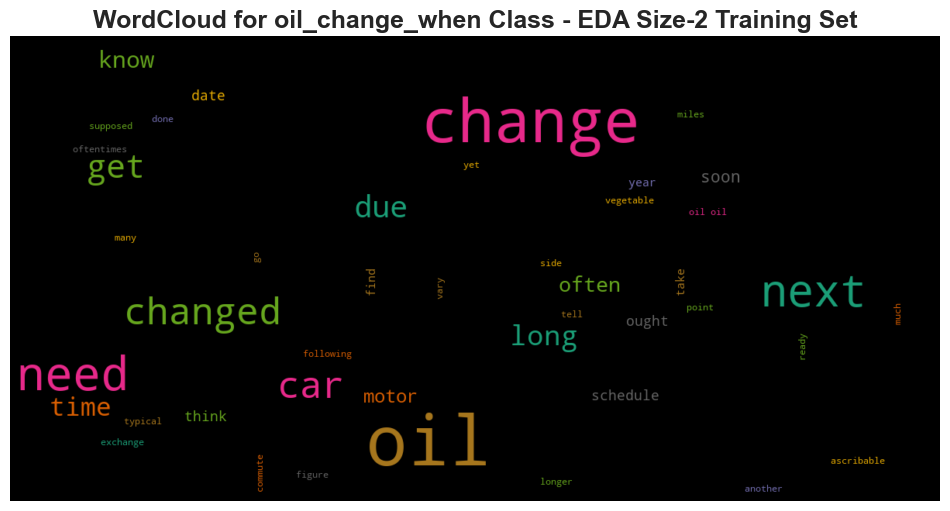 WordCloud for oil_change_when Class - EDA Size-2 Training Set
know
date
change
miles
done
supposed
oftentimes
get
yet
soon
year
vegetable
due
oil oil
many
go
side
find
vary
often
take
next
changed
point
much
tell
ought
long
ready
following
need
car
time
motor
schedule
think
typical
oil
exchange
ascribable
commute
figure
longer
another